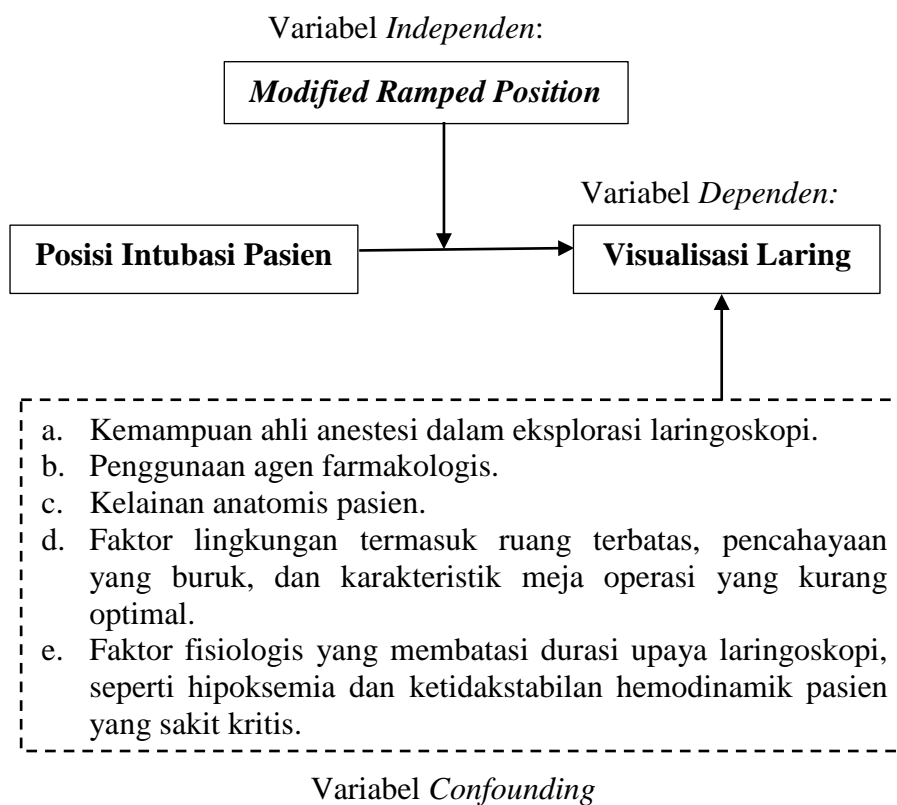 Variabel Independen:
Modified Ramped Position
Variabel Dependen:
Posisi Intubasi Pasien
Visualisasi Laring
a. Kemampuan ahli anestesi dalam eksplorasi laringoskopi.
b. Penggunaan agen farmakologis.
c. Kelainan anatomis pasien.
d. Faktor lingkungan termasuk ruang terbatas, pencahayaan
yang buruk, dan karakteristik meja operasi yang kurang
optimal.
e. Faktor fisiologis yang membatasi durasi upaya laringoskopi,
seperti hipoksemia dan ketidakstabilan hemodinamik pasien
yang sakit kritis.
Variabel Confounding